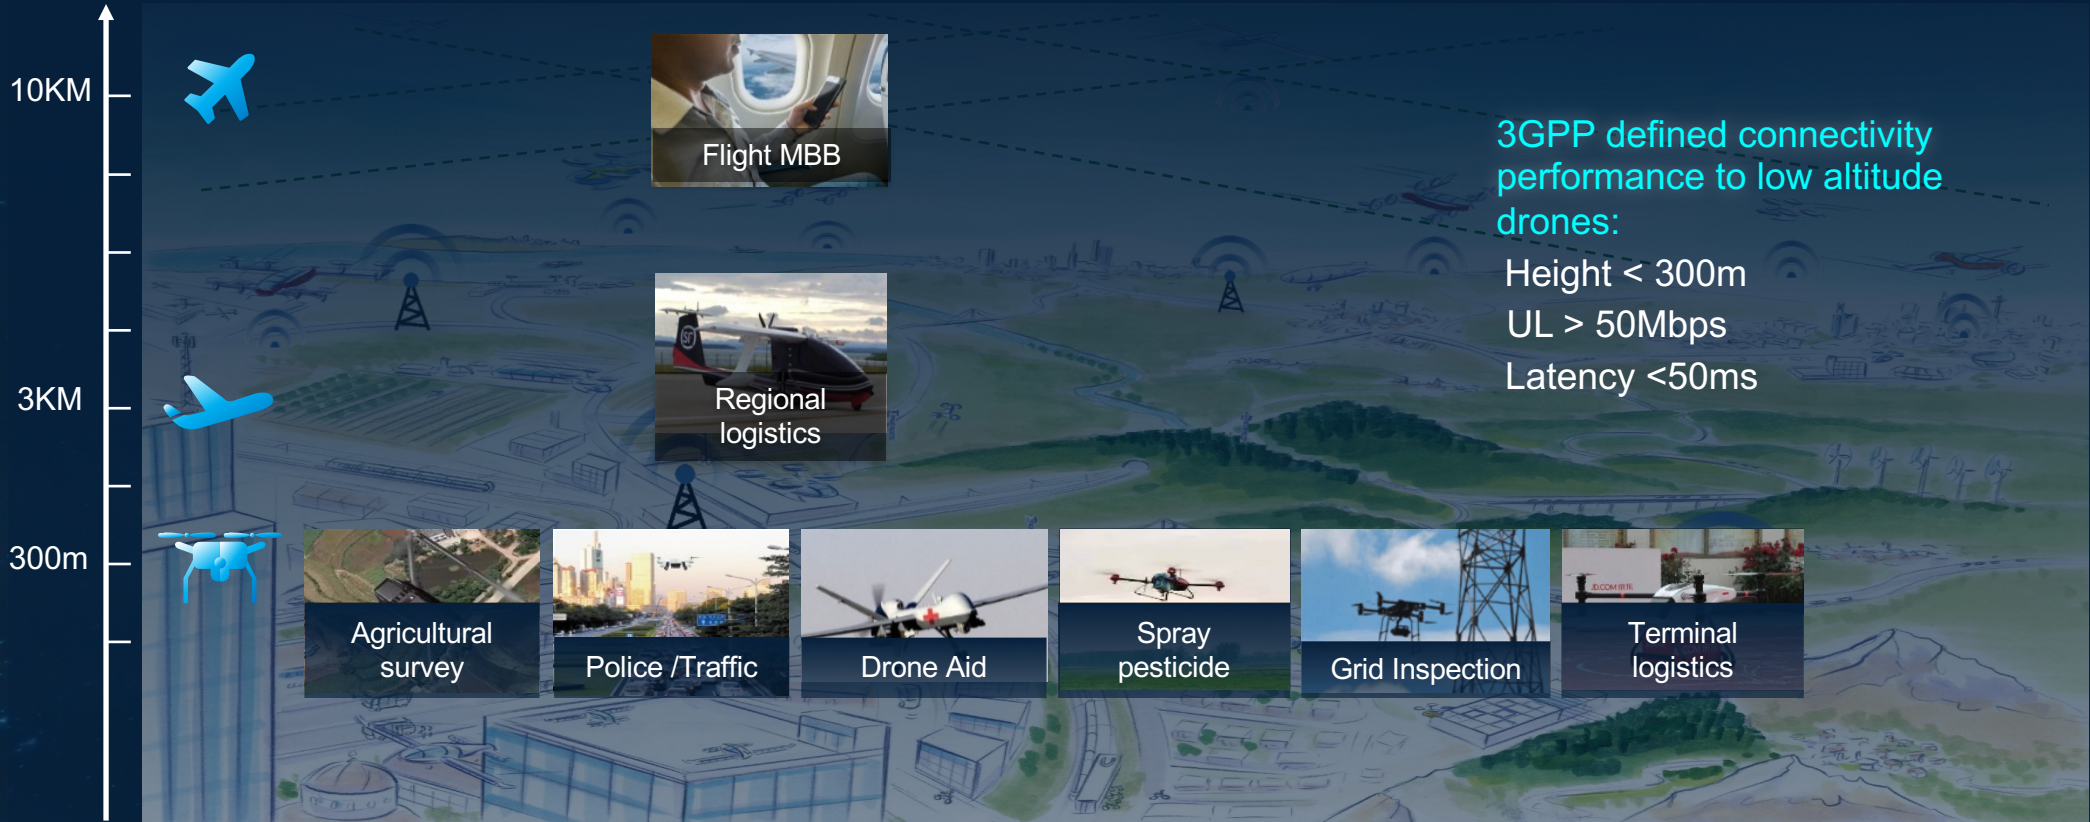 10KM
3KM
300m
Flight MBB
Regional
logistics
3GPP defined connectivity
performance to low altitude
drones:
Height < 300m
UL > 50Mbps
Latency <50ms
Agricultural
survey
Police /Traffic
Drone Aid
Spray
pesticide
Grid Inspection
Terminal
logistics